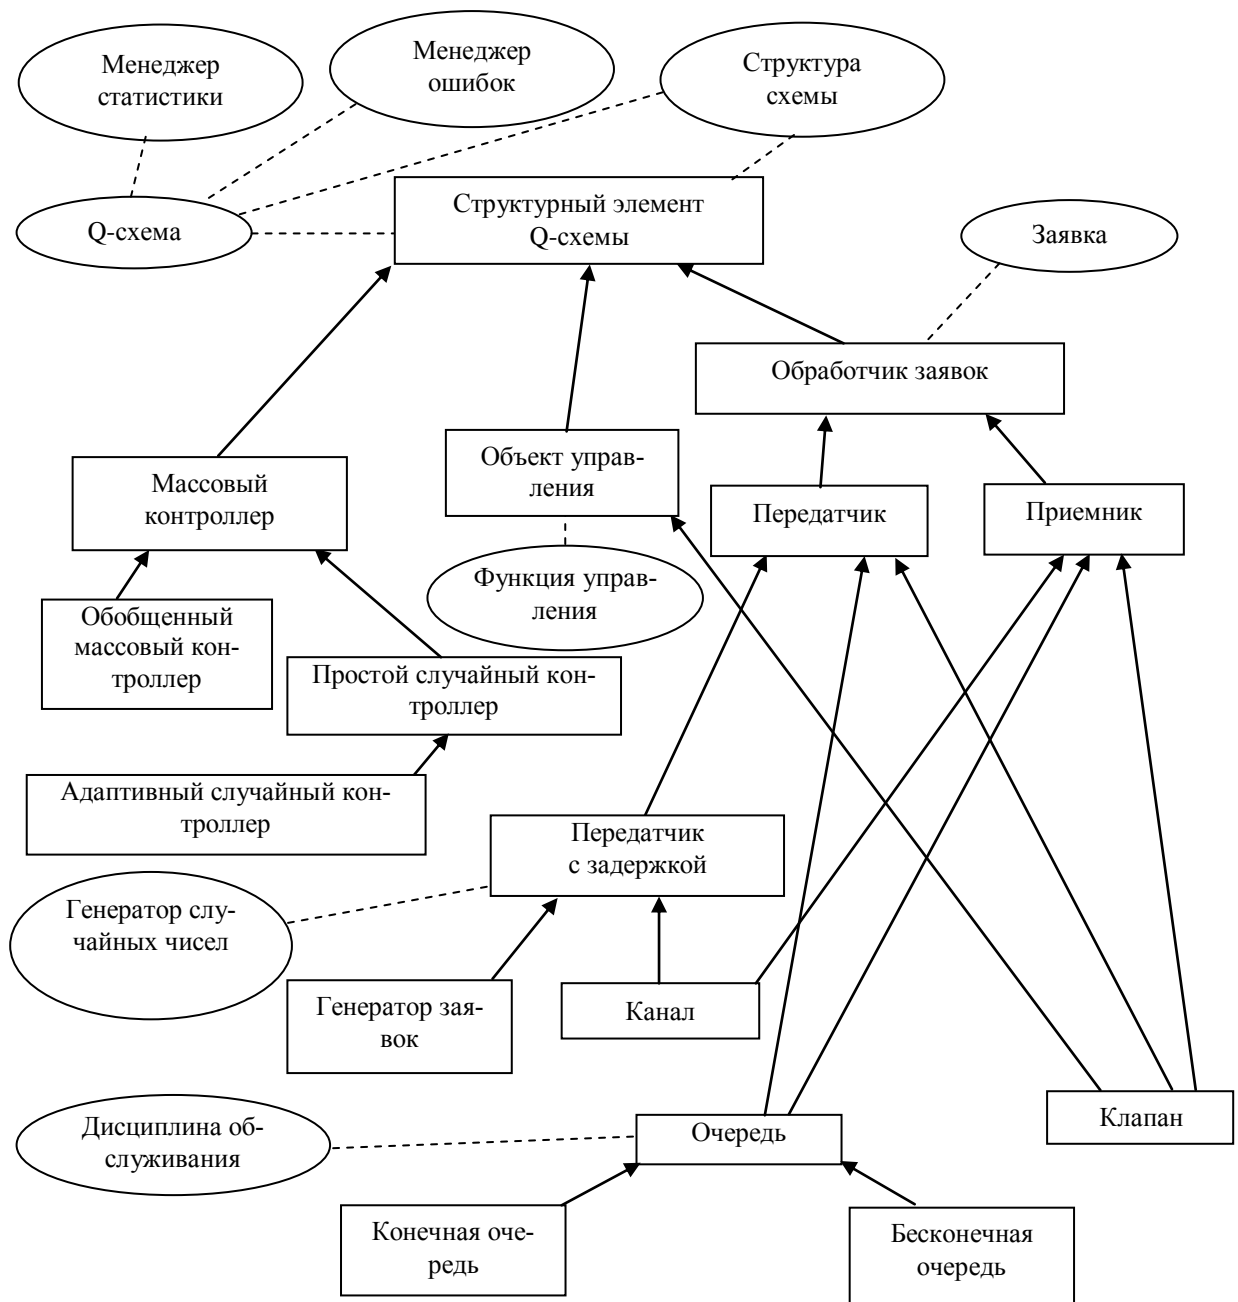 Менеджер
статистики
Менеджер
ошибок
Структура
схемы
Q-схема
Структурный элемент
Q-схемы
Заявка
Обработчик заявок
Массовый
контроллер
Объект управ-
ления
Передатчик
Приемник
Функция управ-
ления
Обобщенный
массовый кон-
троллер
Простой случайный кон-
троллер
Адаптивный случайный кон-
троллер
Передатчик
с задержкой
Генератор слу-
чайных чисел
Генератор зая-
вок
Канал
Клапан
Дисциплина об-
служивания
Очередь
Конечная оче-
редь
Бесконечная
очередь